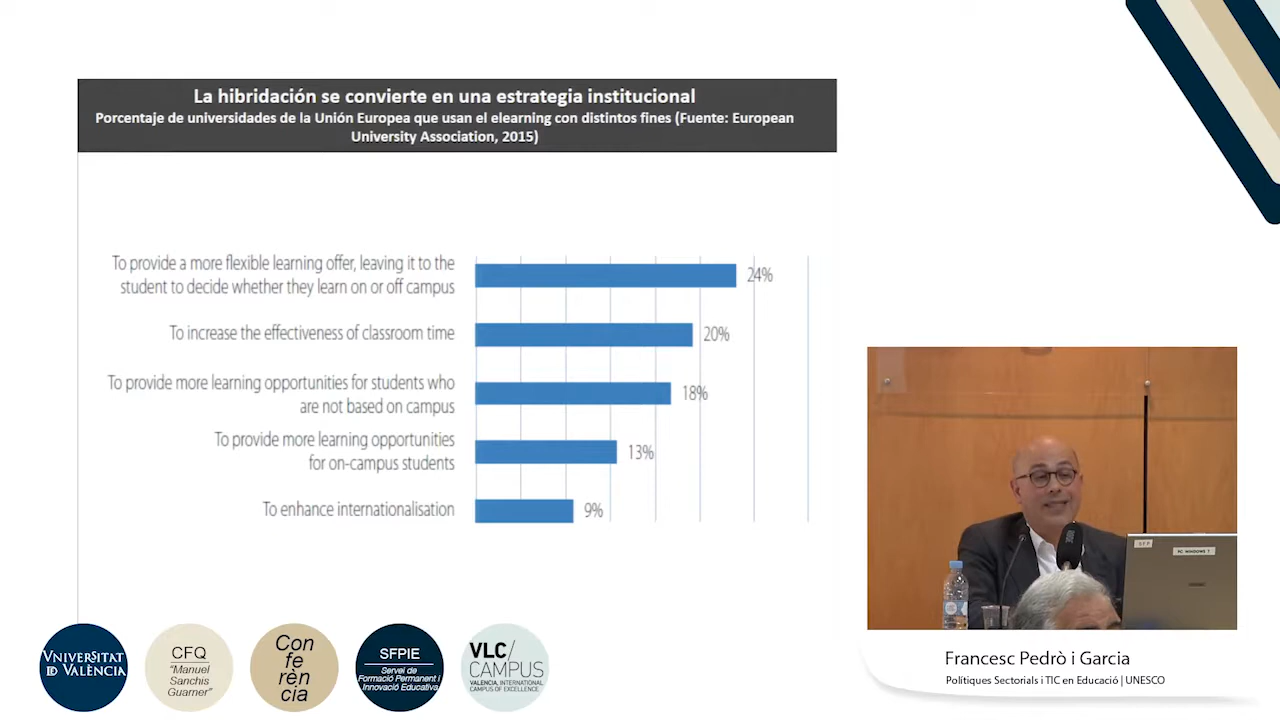 La hibridación se convierte en una estrategia institucional
Porcentaje de universidades de la Unión Europea que usan el elearning con distintos fines (Fuente: European
University Association, 2015)
To provide a more flexible learning offer, leaving it to the
student to decide whether they learn on or off campus
24%
To increase the effectiveness of classroom time
20%
To provide more learning opportunities for students who
are not based on campus
18%
To provide more learning opportunities
for on-campus students
13%
To enhance internationalisation
9%
PC WINDOWS 7
VNIVERSITAT
DE VALÈNCIA
CFQ
"Manuel
Sanchis
Guarner"
Con
fe
rèn
cia
SFPIE
Servei de
Formació Permanent i
Innovació Educativa
VLC/
CAMPUS
VALENCIA, INTERNATIONAL
CAMPUS OF EXCELLENCE
Francesc Pedrò i Garcia
Polítiques Sectorials i TIC en Educació | UNESCO